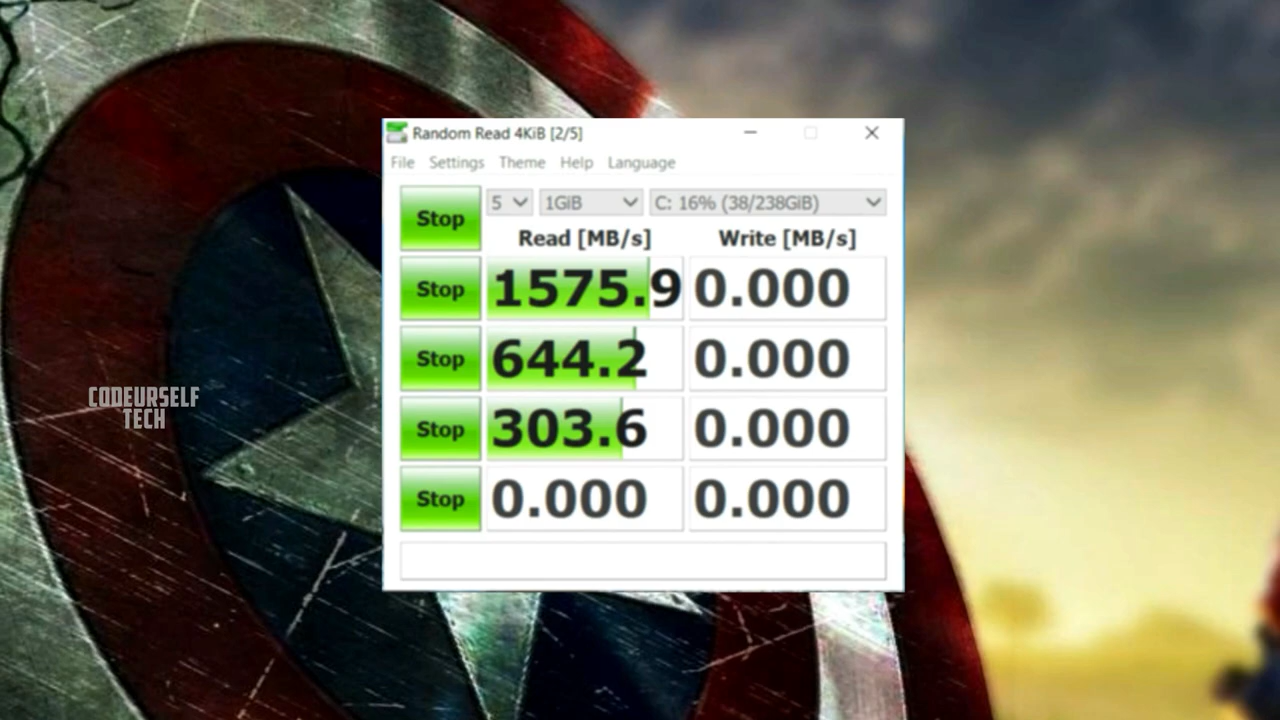 Random Read 4KiB [2/5]
File Settings Theme Help Language
Stop 5 1GiB C: 16% (38/238GiB)
Read [MB/s] Write [MB/s]
Stop 1575.9 0.000
Stop 644.2 0.000
Stop 303.6 0.000
Stop 0.000 0.000
CODEURSELF
TECH